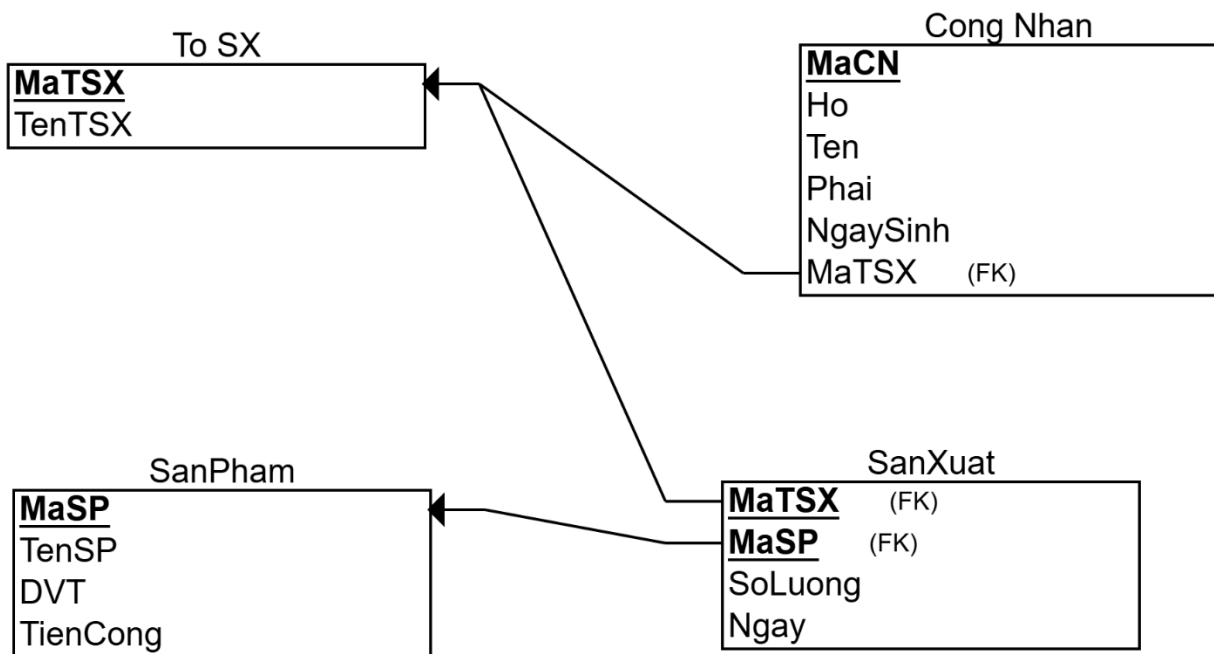 To SX
MaTSX
TenTSX
Cong Nhan
MaCN
Ho
Ten
Phai
NgaySinh
MaTSX (FK)
SanPham
MaSP
TenSP
DVT
TienCong
SanXuat
MaTSX (FK)
MaSP (FK)
SoLuong
Ngay